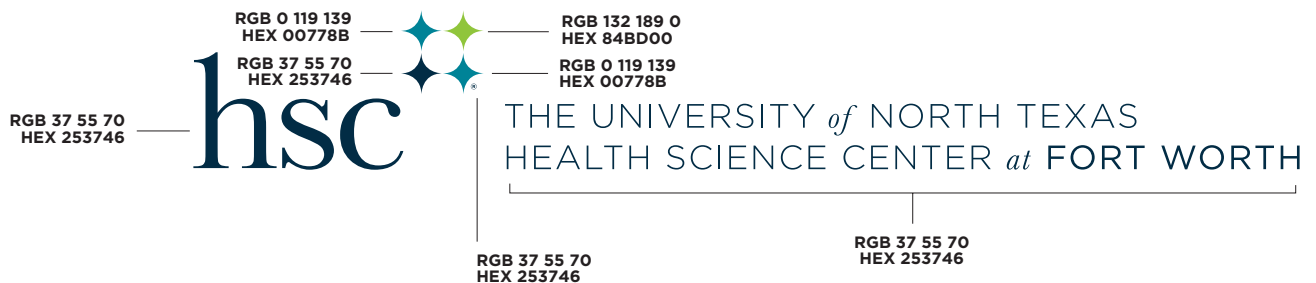 RGB 0 119 139
HEX 00778B
RGB 132 189 0
HEX 84BD00
RGB 37 55 70
HEX 253746
RGB 0 119 139
HEX 00778B
®
RGB 37 55 70
HEX 253746
hsc
THE UNIVERSITY of NORTH TEXAS
HEALTH SCIENCE CENTER at FORT WORTH
RGB 37 55 70
HEX 253746
RGB 37 55 70
HEX 253746